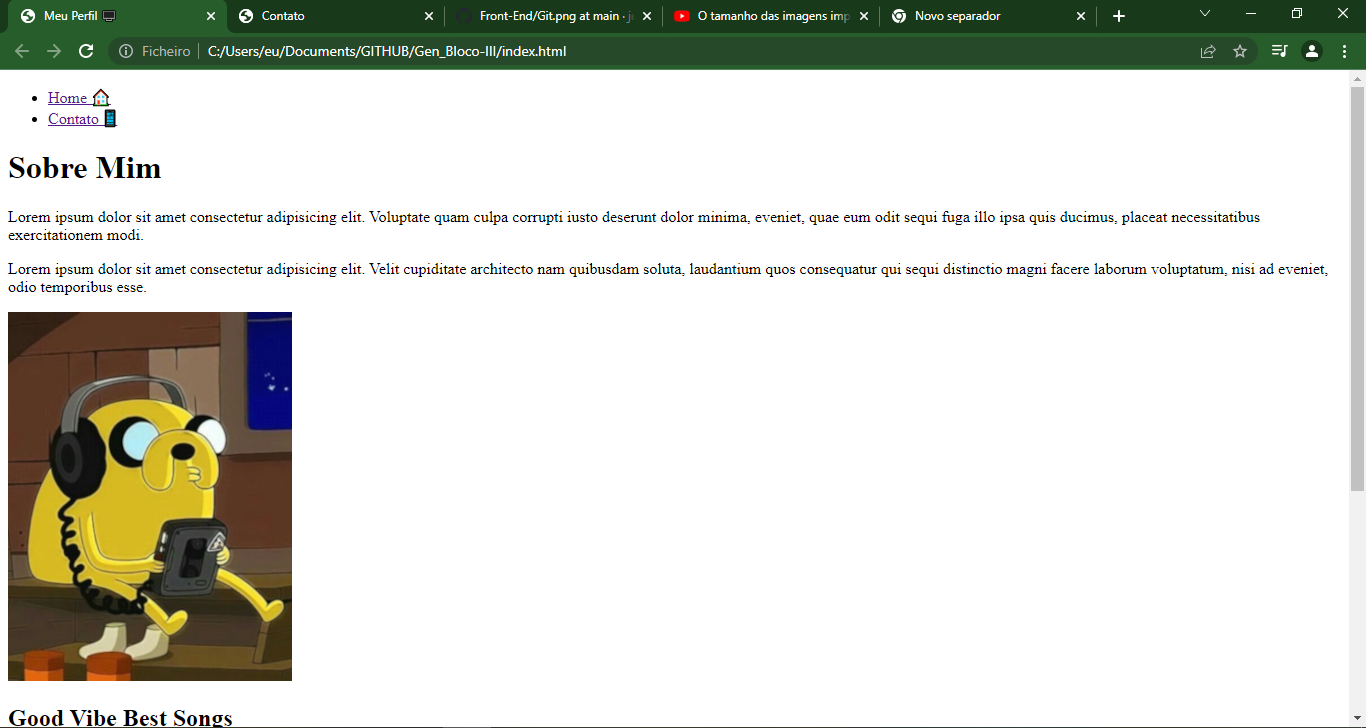 Meu Perfil
Contato
Front-End/Git.png at main ·
O tamanho das imagens imp
Novo separador
Ficheiro
C:/Users/eu/Documents/GITHUB/Gen_Bloco-III/index.html
Home
Contato
Sobre Mim
Lorem ipsum dolor sit amet consectetur adipisicing elit. Voluptate quam culpa corrupti iusto deserunt dolor minima, eveniet, quae eum odit sequi fuga illo ipsa quis ducimus, placeat necessitatibus
exercitationem modi.
Lorem ipsum dolor sit amet consectetur adipisicing elit. Velit cupiditate architecto nam quibusdam soluta, laudantium quos consequatur qui sequi distinctio magni facere laborum voluptatum, nisi ad eveniet,
odio temporibus esse.
Good Vibe Best Songs